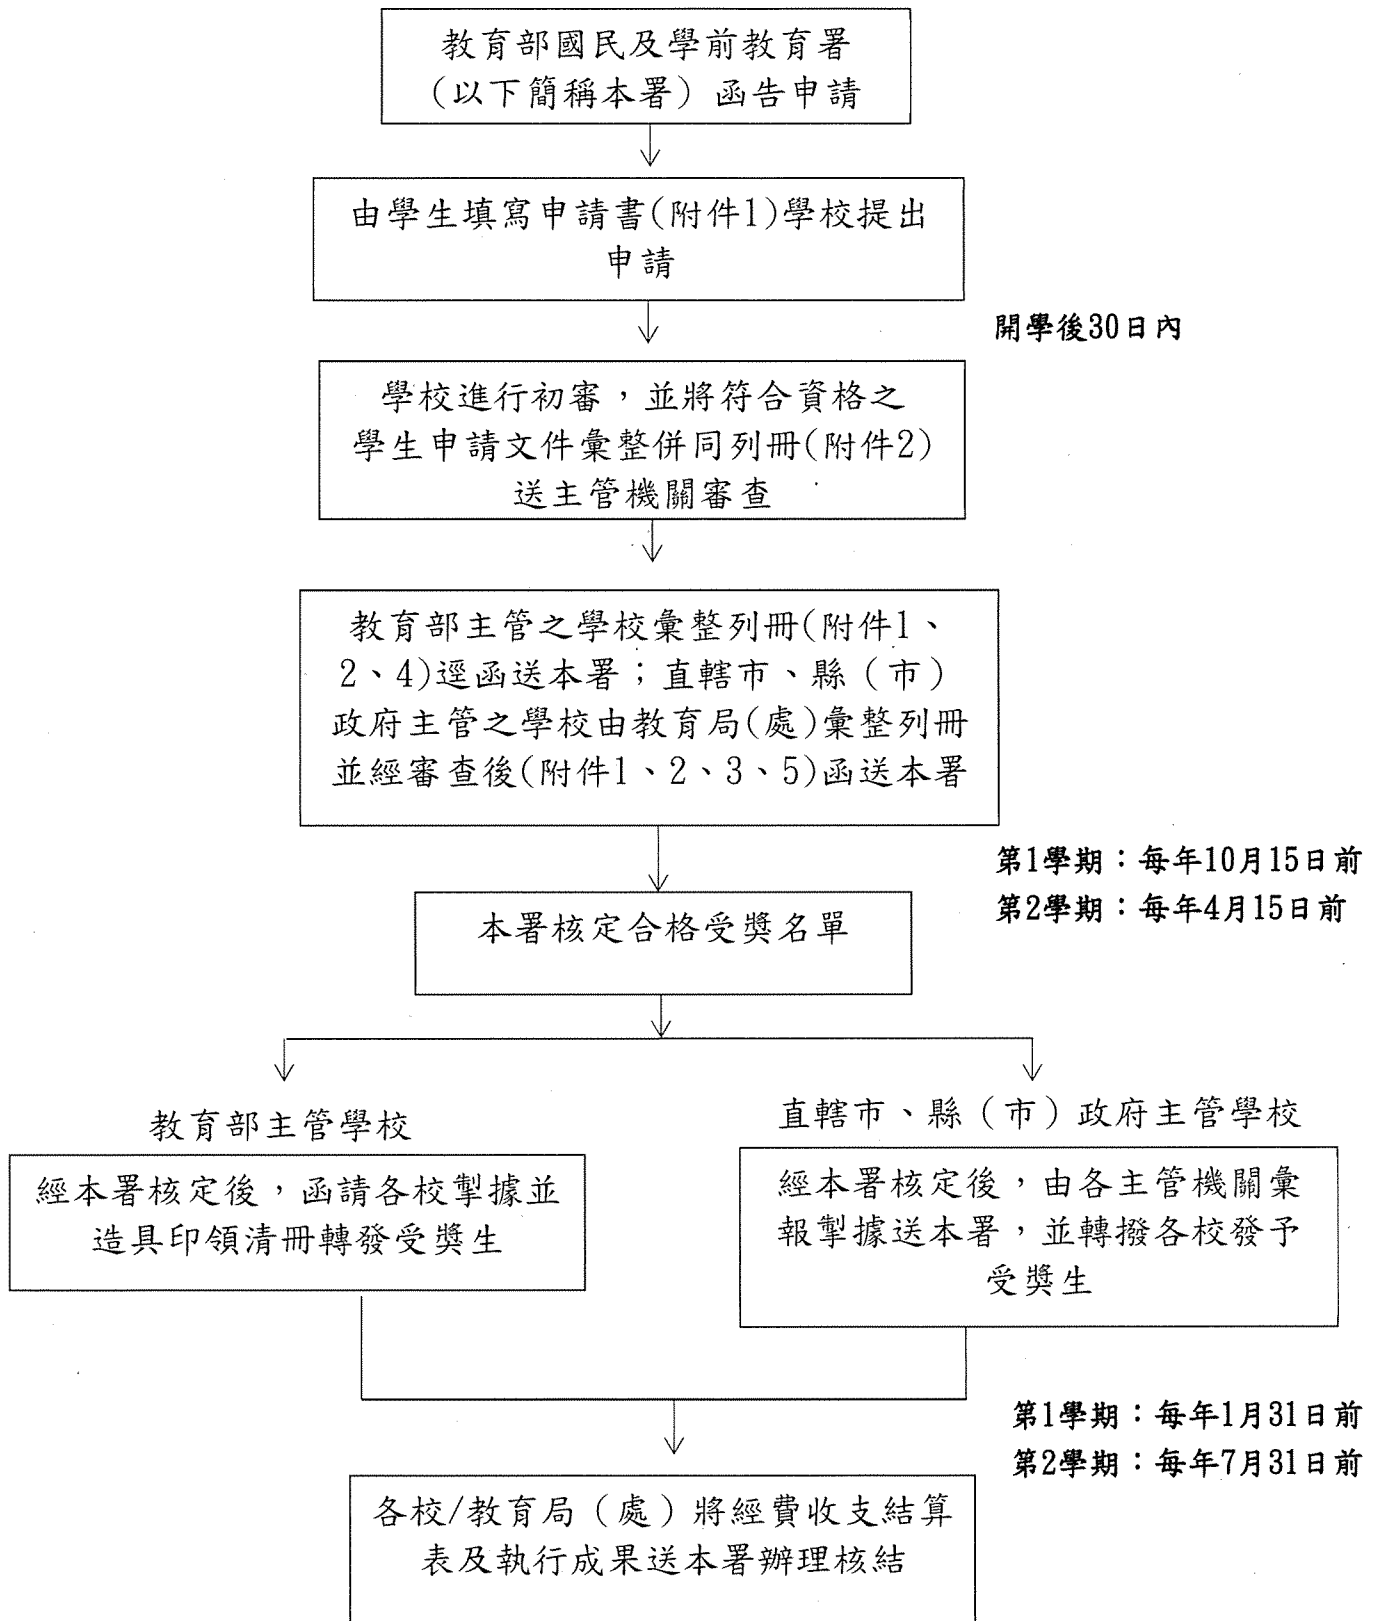 教育部國民及學前教育署
(以下簡稱本署) 函告申請
由學生填寫申請書(附件1)學校提出
申請
開學後30日內
學校進行初審，並將符合資格之
學生申請文件彙整併同列冊(附件2)
送主管機關審查
教育部主管之學校彙整列冊(附件1、
2、4)逕函送本署；直轄市、縣（市）
政府主管之學校由教育局(處)彙整列冊
並經審查後(附件1、2、3、5)函送本署
第1學期：每年10月15日前
第2學期：每年4月15日前
本署核定合格受獎名單
教育部主管學校
經本署核定後，函請各校掣據並
造具印領清冊轉發受獎生
直轄市、縣（市）政府主管學校
經本署核定後，由各主管機關彙
報掣據送本署，並轉撥各校發予
受獎生
第1學期：每年1月31日前
第2學期：每年7月31日前
各校/教育局（處）將經費收支結算
表及執行成果送本署辦理核結